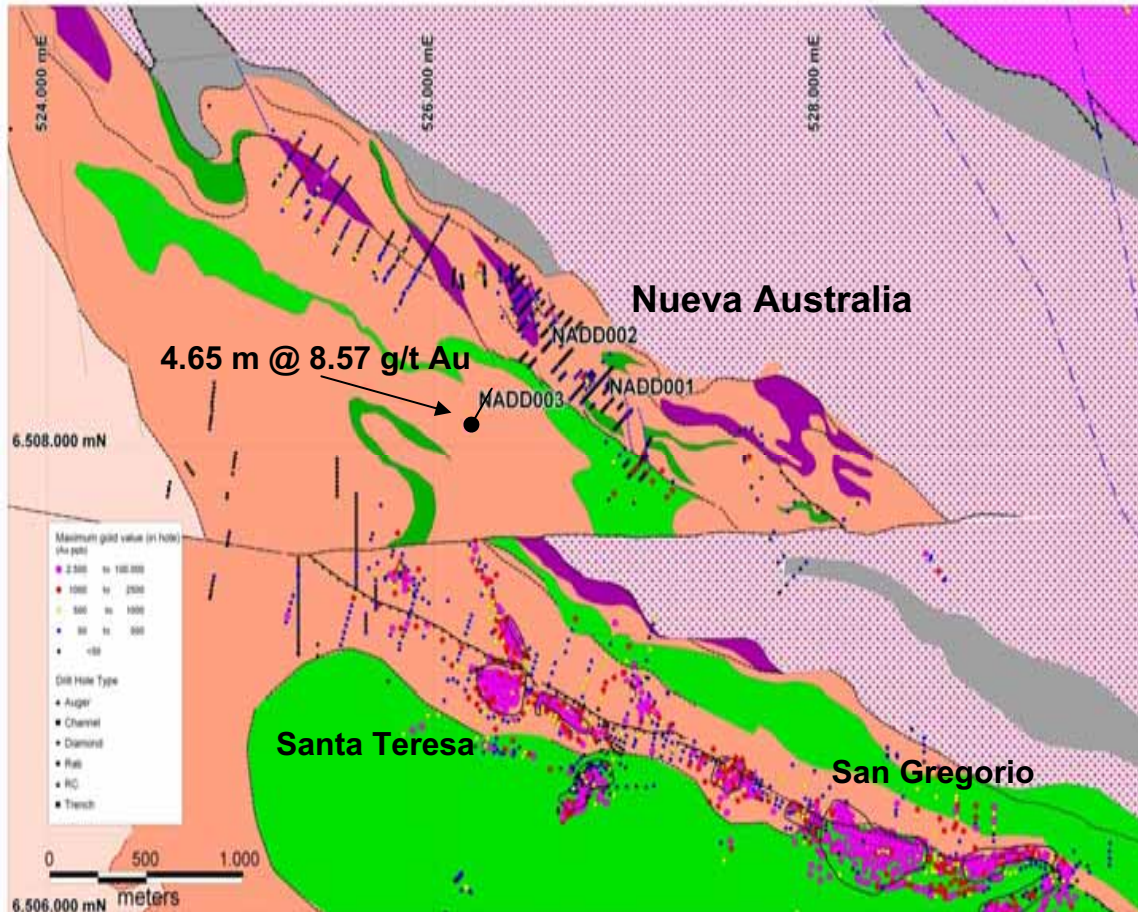 524.000 mE
526.000 mE
528.000 mE
Nueva Australia
NADD002
4.65 m @ 8.57 g/t Au
NADD001
NADD003
6.508.000 mN
Maximum gold value (in hole)
(Au ppb)
2.500 to 100.000
1000 to 2500
500 to 1000
50 to 500
<50
Drill Hole Type
Auger
Channel
Diamond
Rab
RC
Trench
Santa Teresa
San Gregorio
0 500 1.000
meters
6.506.000 mN